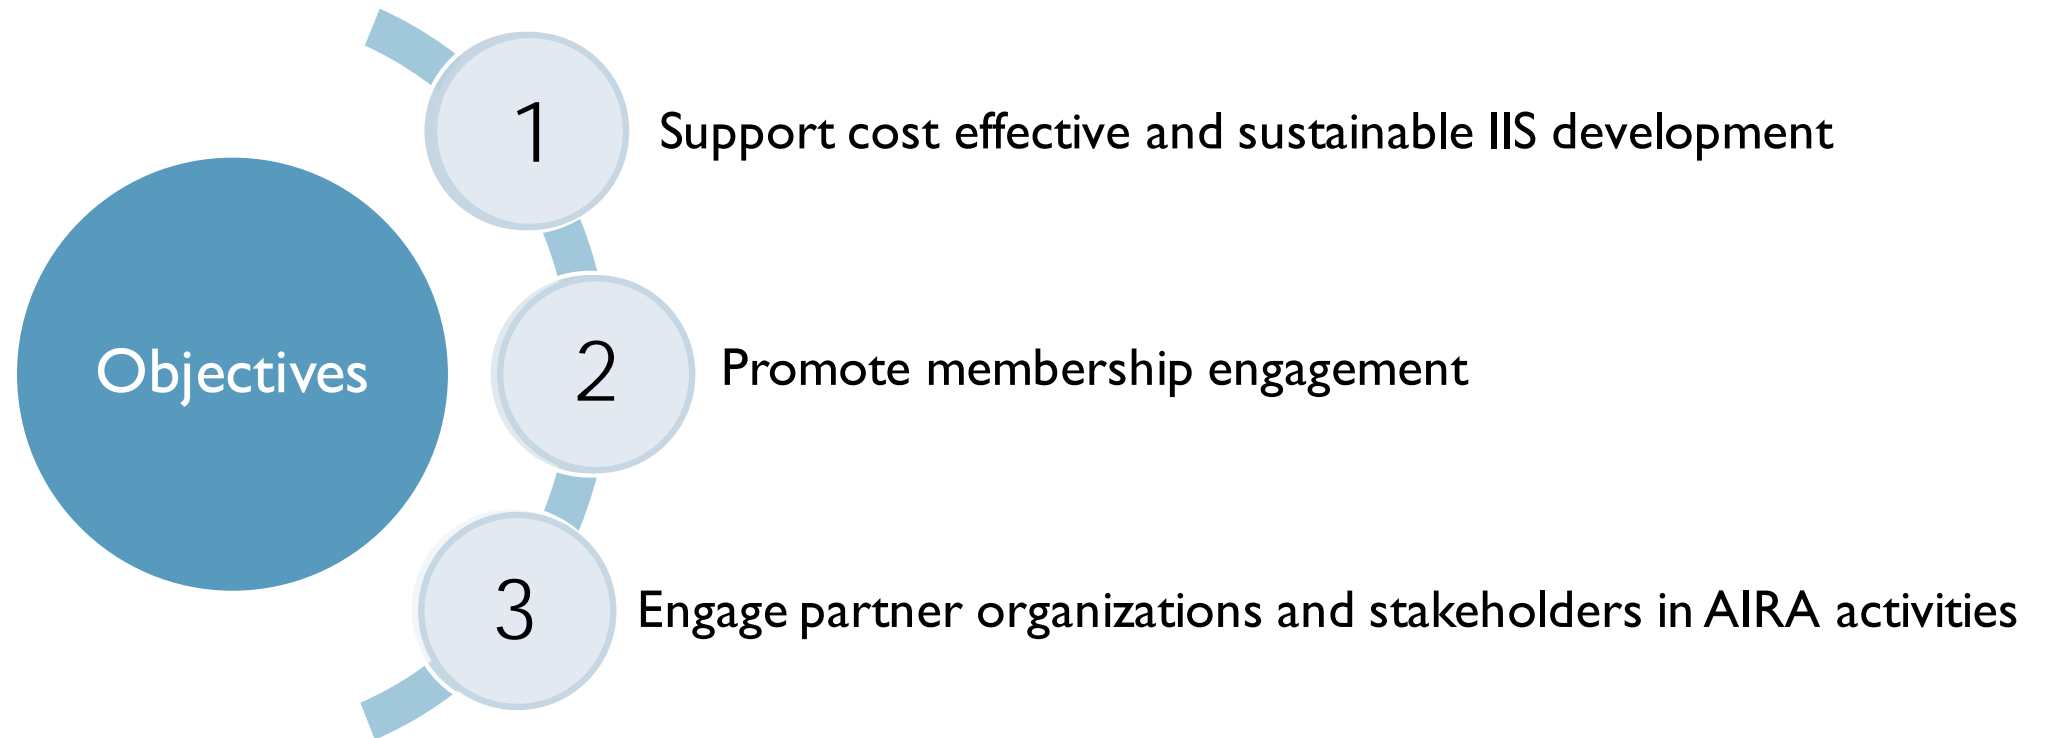 Objectives
1
Support cost effective and sustainable IIS development
2
Promote membership engagement
3
Engage partner organizations and stakeholders in AIRA activities